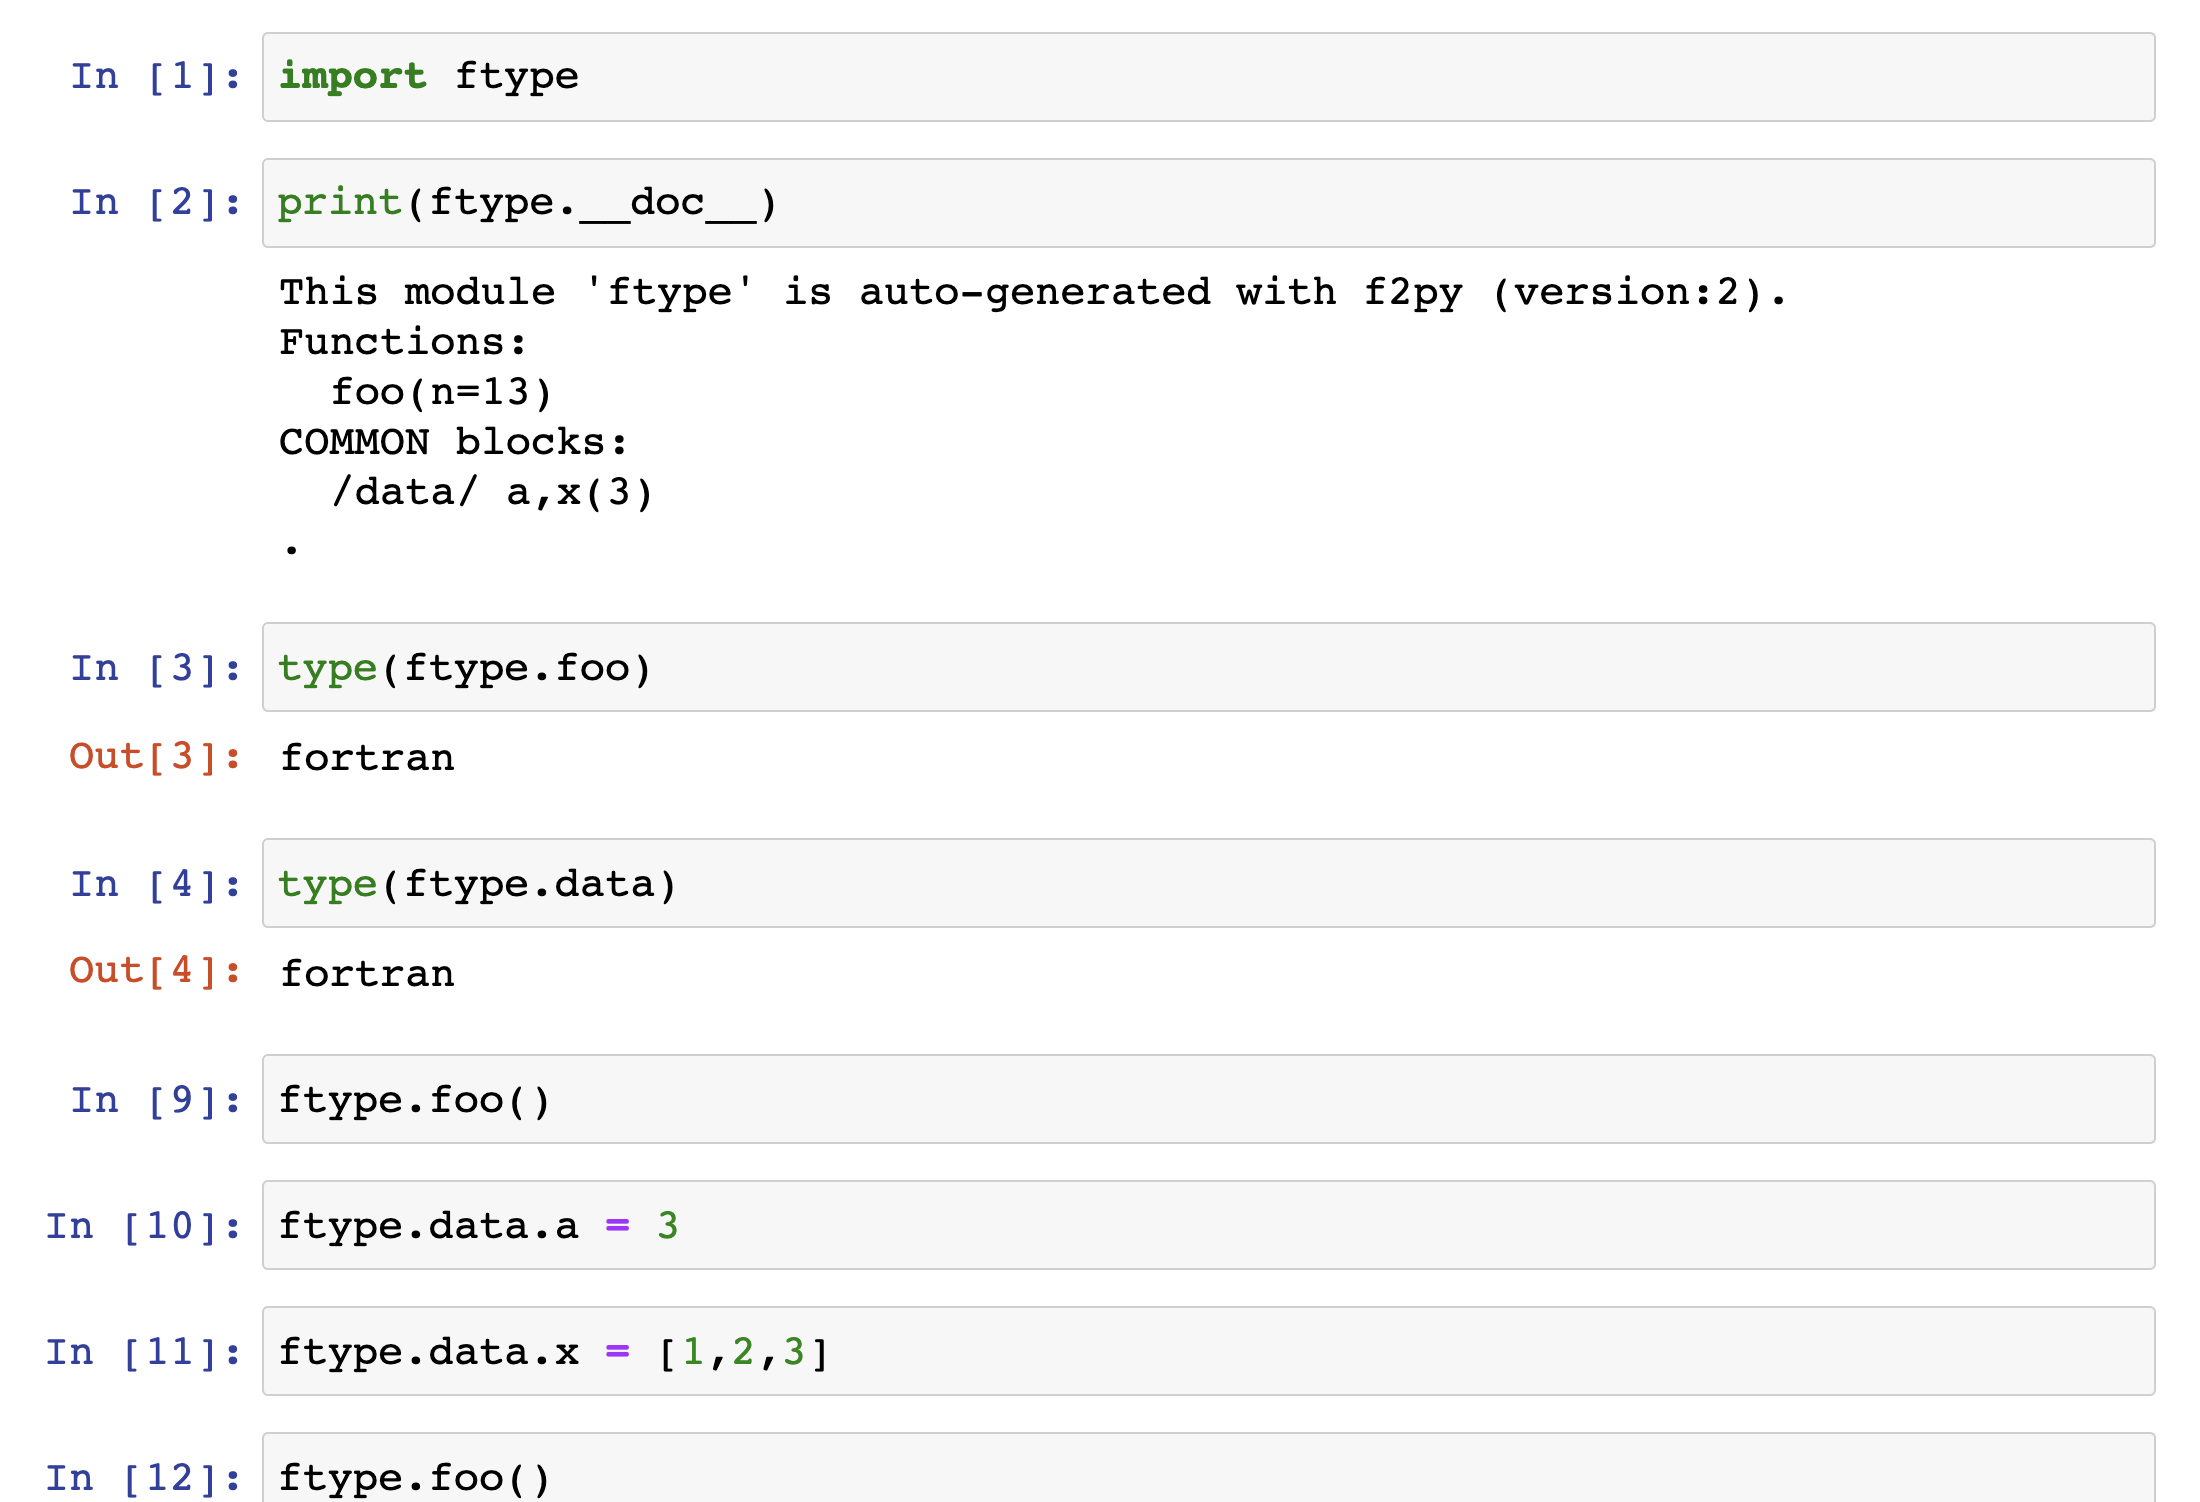 In [1]: import ftype
In [2]: print(ftype.__doc__)
This module 'ftype' is auto-generated with f2py (version:2).
Functions:
  foo(n=13)
COMMON blocks:
  /data/ a,x(3)
.
In [3]: type(ftype.foo)
Out[3]: fortran
In [4]: type(ftype.data)
Out[4]: fortran
In [9]: ftype.foo()
In [10]: ftype.data.a = 3
In [11]: ftype.data.x = [1,2,3]
In [12]: ftype.foo()